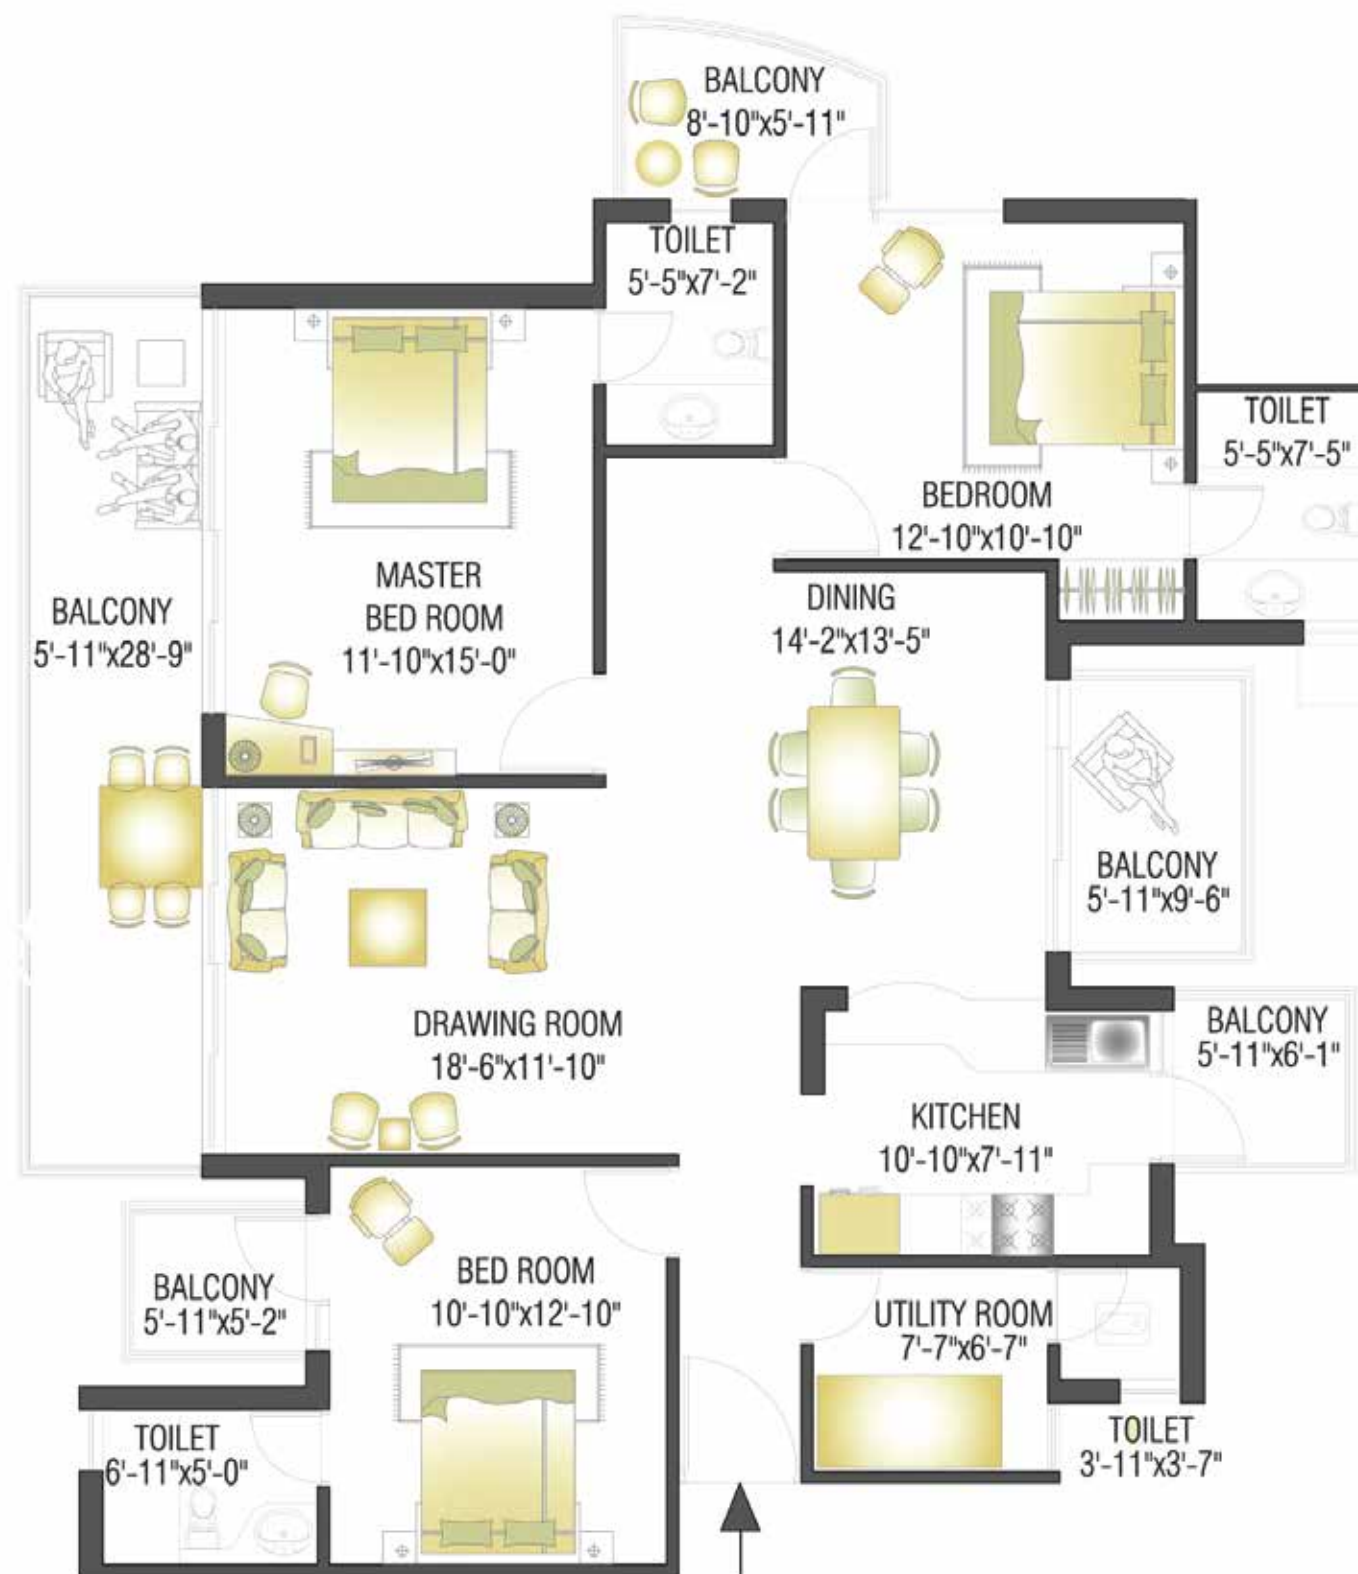 BALCONY
8'-10"x5'-11"
TOILET
5'-5"x7'-2"
TOILET
5'-5"x7'-5"
BEDROOM
12'-10"x10'-10"
MASTER
BED ROOM
11'-10"x15'-0"
BALCONY
5'-11"x28'-9"
DINING
14'-2"x13'-5"
BALCONY
5'-11"x9'-6"
DRAWING ROOM
18'-6"x11'-10"
BALCONY
5'-11"x6'-1"
KITCHEN
10'-10"x7'-11"
BALCONY
5'-11"x5'-2"
BED ROOM
10'-10"x12'-10"
UTILITY ROOM
7'-7"x6'-7"
TOILET
6'-11"x5'-0"
TOILET
3'-11"x3'-7"